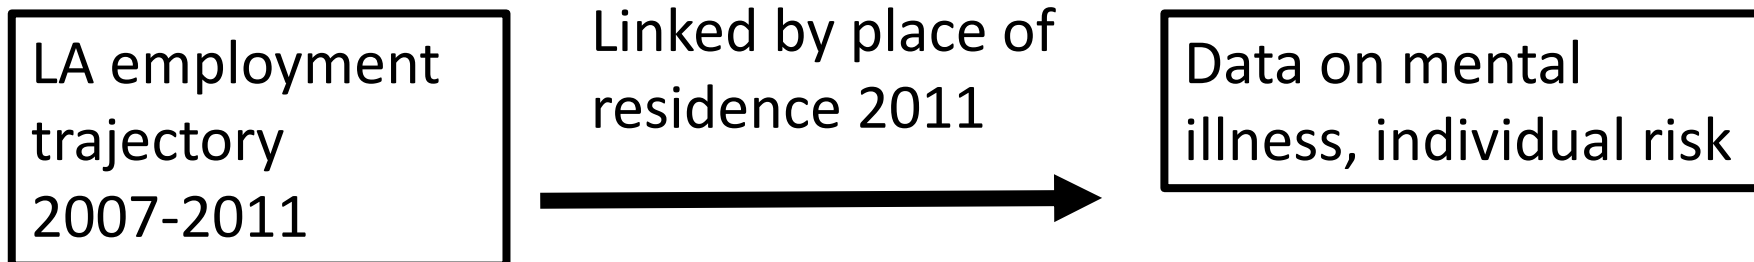 LA employment
trajectory
2007-2011
Linked by place of
residence 2011
Data on mental
illness, individual risk